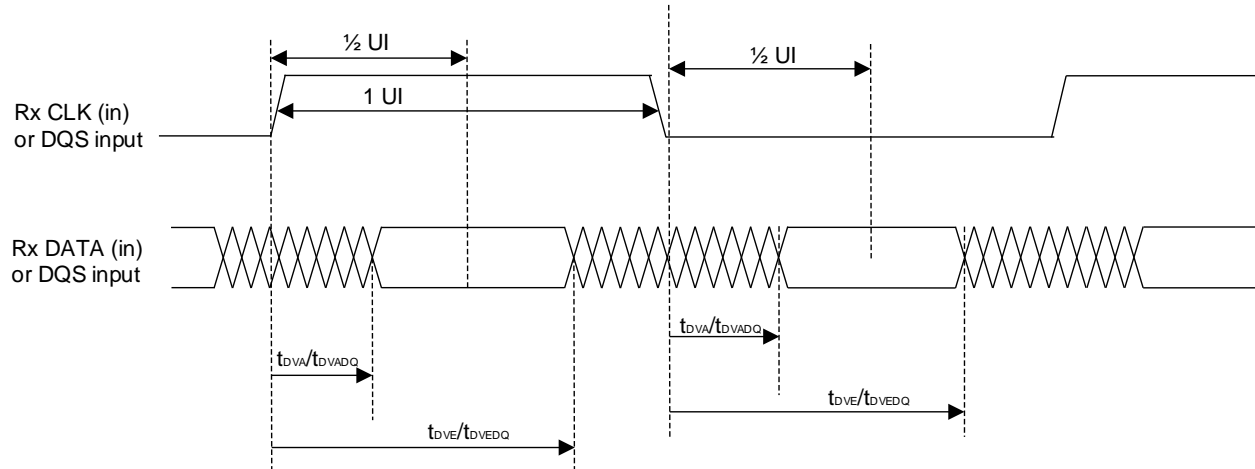 ½ UI
½ UI
1 UI
Rx CLK (in)
or DQS input
Rx DATA (in)
or DQS input
tDVA/tDVADQ
tDVA/tDVADQ
tDVE/tDVEDQ
tDVE/tDVEDQ